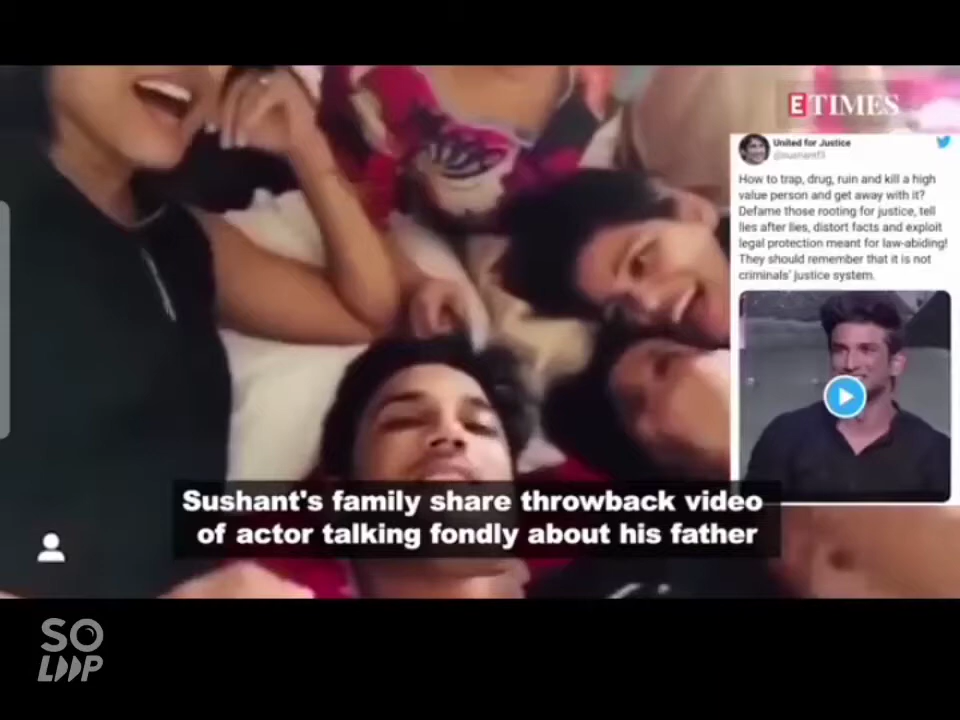 ETIMES
United for Justice
How to trap, drug, ruin and kill a high
value person and get away with it?
Defame those rooting for justice, tell
lies after lies, distort facts and exploit
legal protection meant for law-abiding!
They should remember that it is not
criminals' justice system.
Sushant's family share throwback video
of actor talking fondly about his father
SO
LOOP